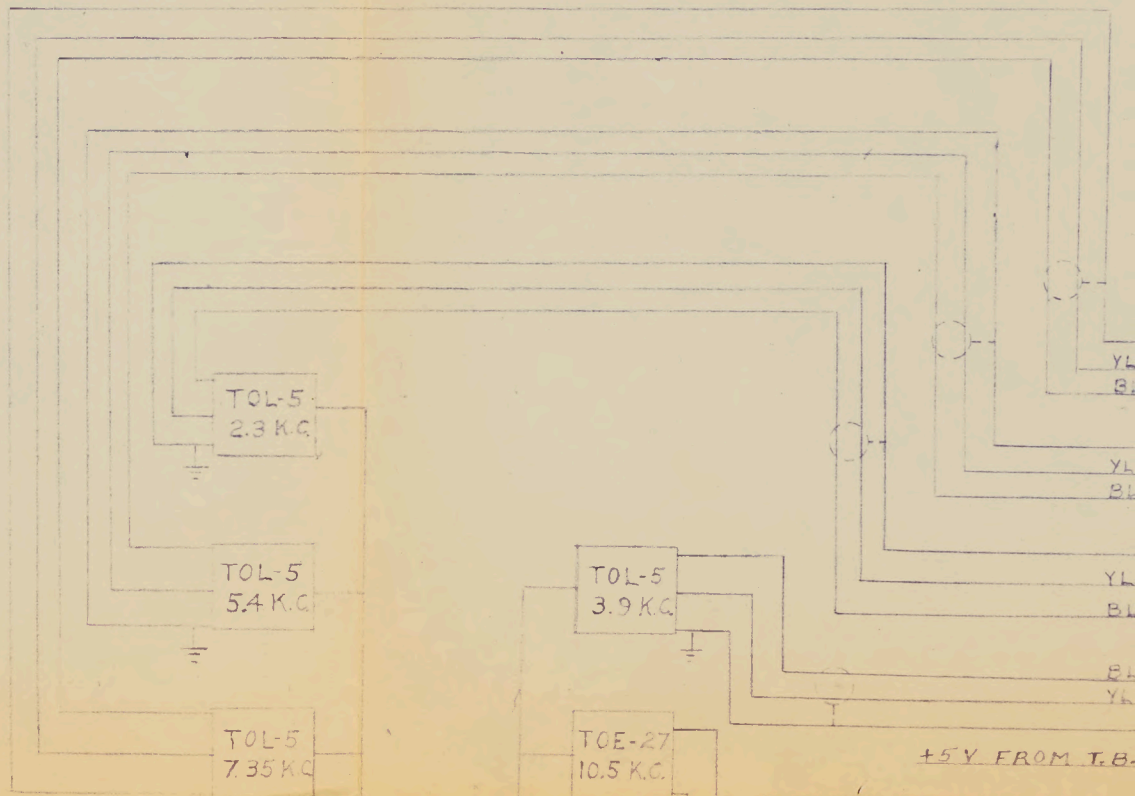 YL
BL
TOL-5
2.3 K.C.
YL
BL
TOL-5
5.4 K.C.
TOL-5
3.9 K.C.
YL
BL
BL
YL
TOL-5
7.35 K.C.
TOE-27
10.5 K.C.
+5V FROM T.B-